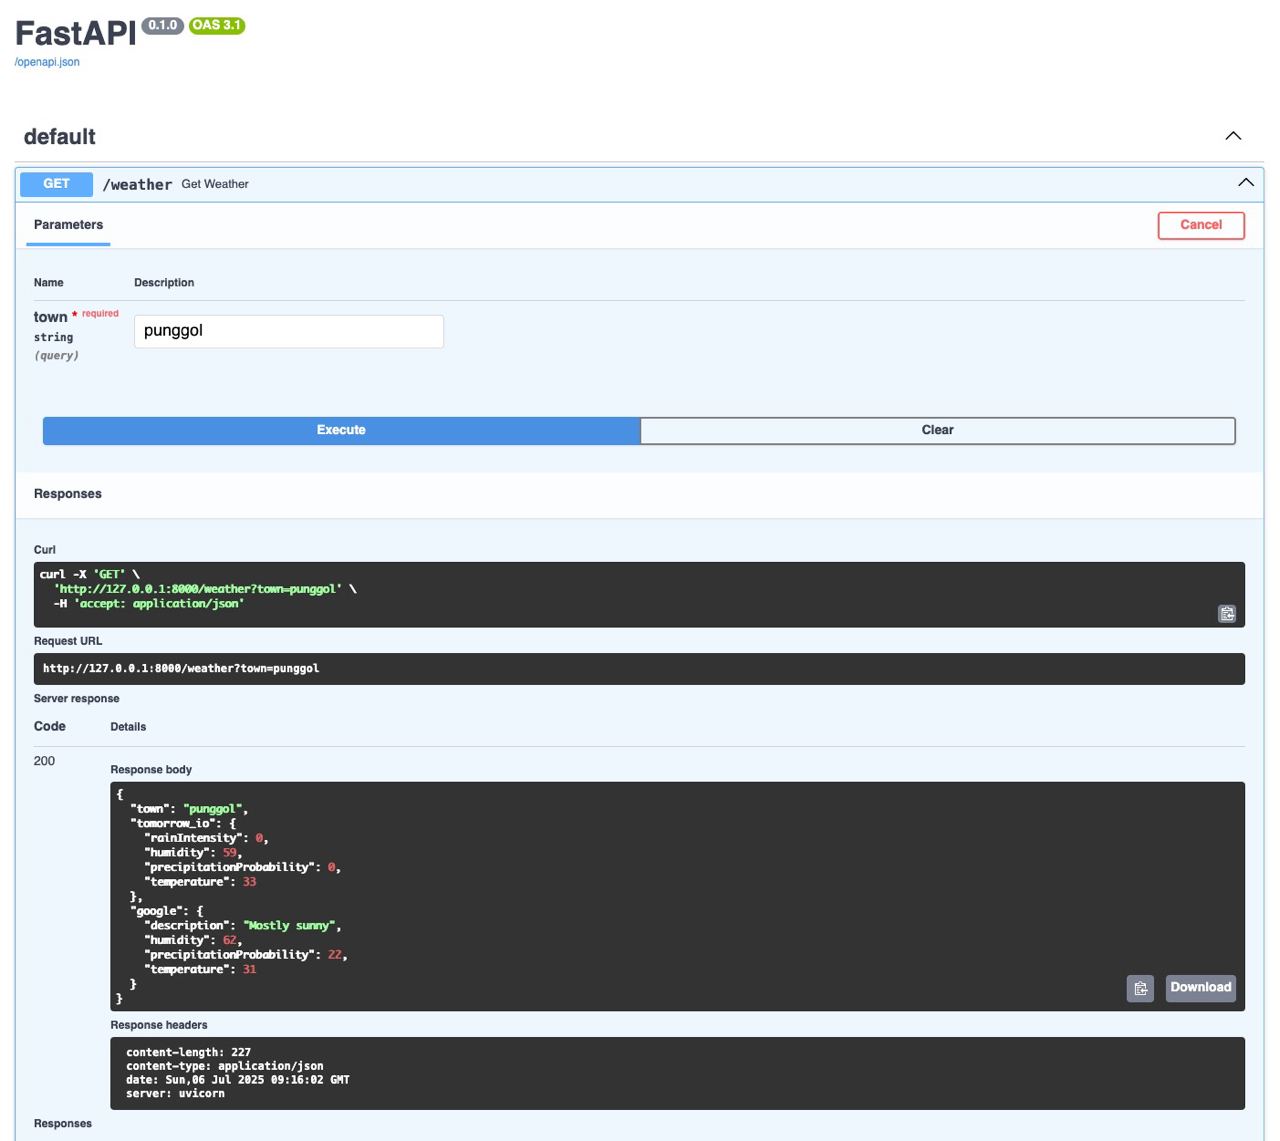 FastAPI 0.1.0 OAS 3.1
/openapi.json
default
GET /weather Get Weather
Parameters
Cancel
Name Description
town * required
string
(query)
punggol
Execute Clear
Responses
Curl
curl -X 'GET' \
'http://127.0.0.1:8000/weather?town=punggol' \
-H 'accept: application/json'
Request URL
http://127.0.0.1:8000/weather?town=punggol
Server response
Code Details
200
Response body
{
"town": "punggol",
"tomorrow_io": {
"rainIntensity": 0,
"humidity": 59,
"precipitationProbability": 0,
"temperature": 33
},
"google": {
"description": "Mostly sunny",
"humidity": 62,
"precipitationProbability": 22,
"temperature": 31
}
}
Download
Response headers
content-length: 227
content-type: application/json
date: Sun,06 Jul 2025 09:16:02 GMT
server: uvicorn
Responses